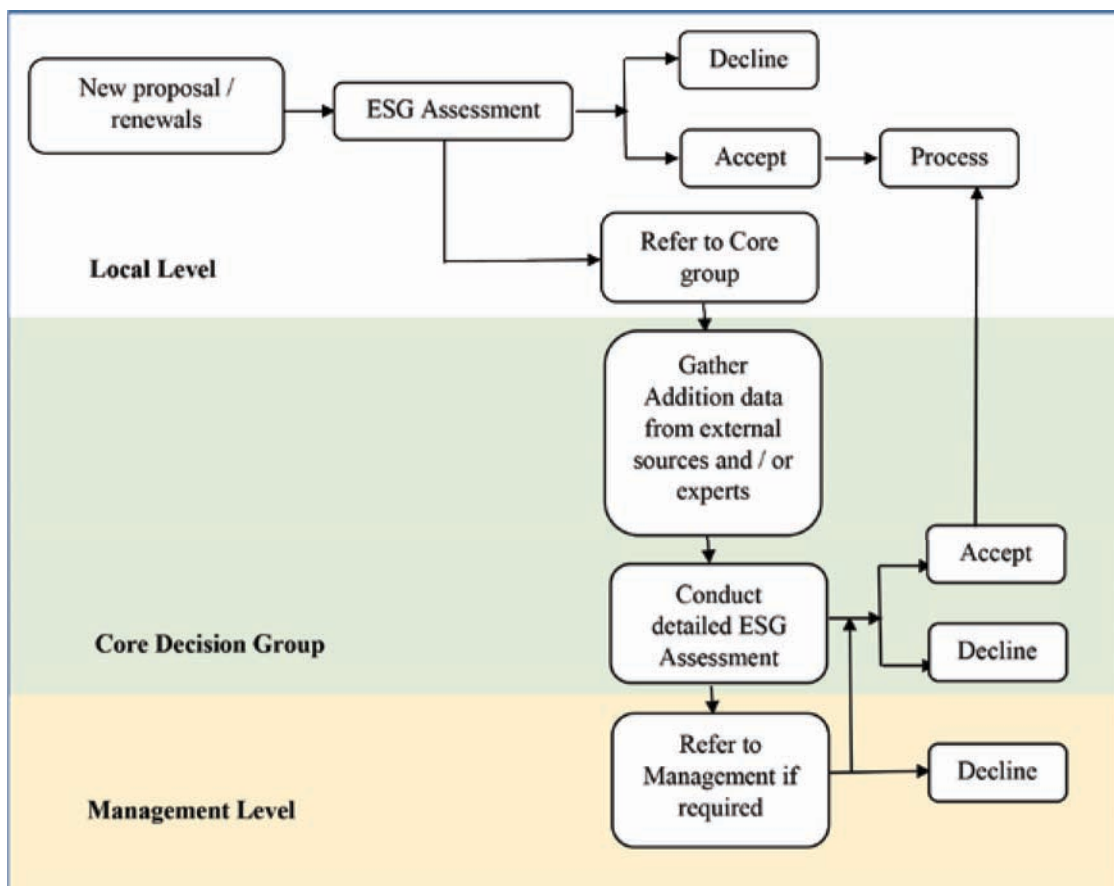 New proposal /
renewals
ESG Assessment
Decline
Accept
Process
Refer to Core
group
Local Level
Gather
Addition data
from external
sources and / or
experts
Conduct
detailed ESG
Assessment
Accept
Decline
Core Decision Group
Refer to
Management if
required
Decline
Management Level